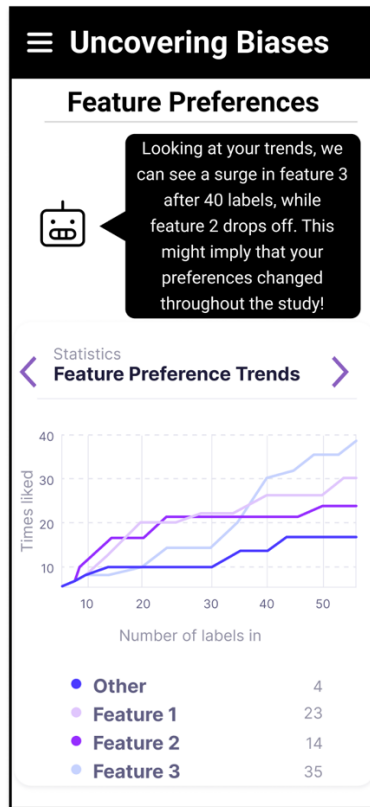 Uncovering Biases
Feature Preferences
Looking at your trends, we
can see a surge in feature 3
after 40 labels, while
feature 2 drops off. This
might imply that your
preferences changed
throughout the study!
Statistics
Feature Preference Trends
Times liked
40
30
20
10
10 20 30 40 50
Number of labels in
Other 4
Feature 1 23
Feature 2 14
Feature 3 35